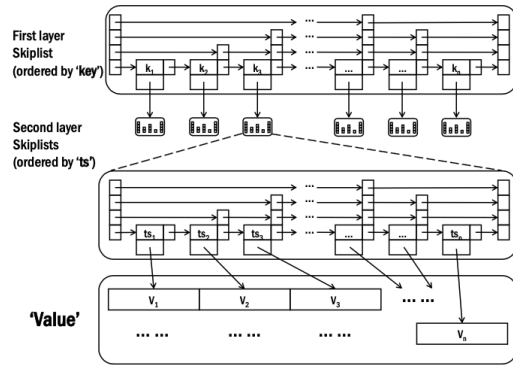 First layer
Skiplist
(ordered by ‘key’)
...
...
k1 k2 k3 ... ... kn
Second layer
Skiplists
(ordered by ‘ts’)
...
...
ts1 ts2 ts3 ... ... tsn
‘Value’
V1 V2 V3 ... ...
... ... ... ... ... ... Vn